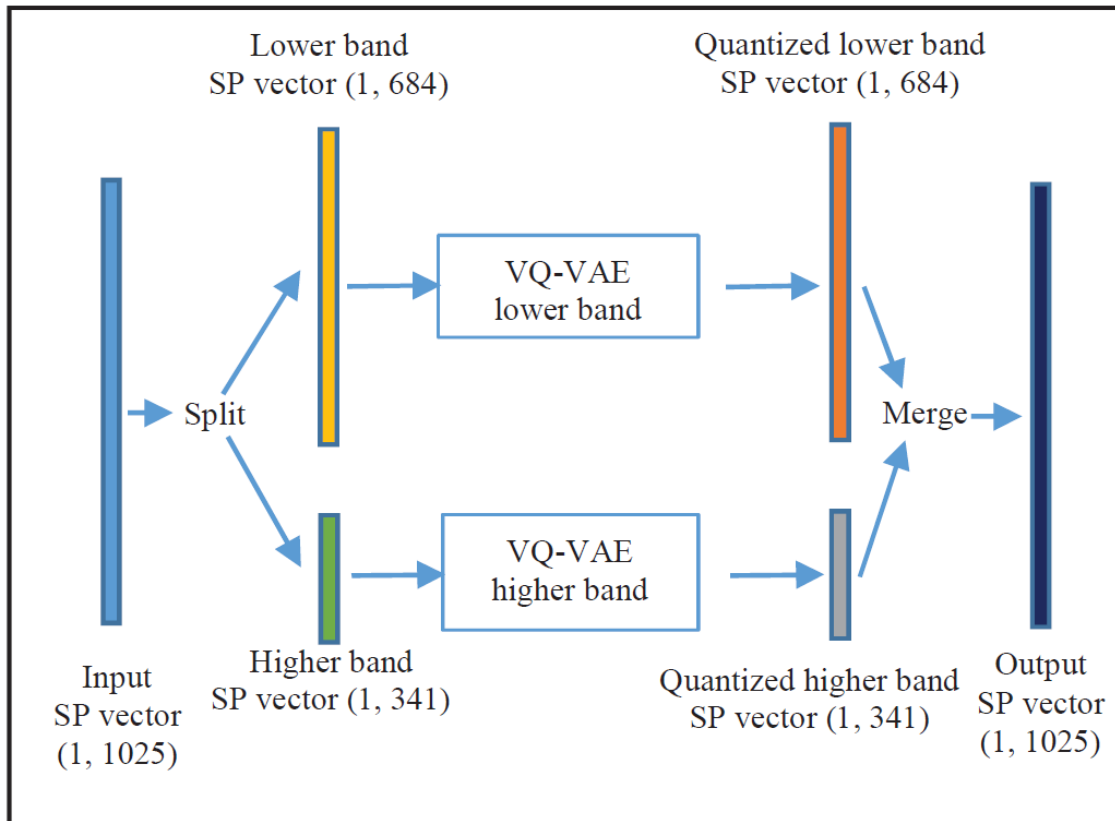 Lower band
SP vector (1, 684)
Quantized lower band
SP vector (1, 684)
VQ-VAE
lower band
Split
Merge
VQ-VAE
higher band
Input
SP vector
(1, 1025)
Higher band
SP vector (1, 341)
Quantized higher band
SP vector (1, 341)
Output
SP vector
(1, 1025)